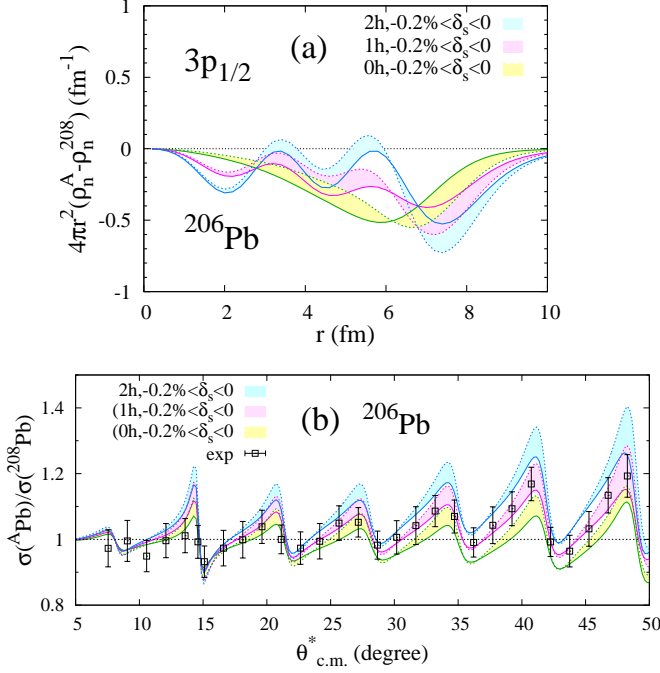 2h,-0.2%<δs<0
1h,-0.2%<δs<0
0h,-0.2%<δs<0
(a)
3p1/2
206Pb
1
0.5
0
-0.5
-1
4πr2(ρnA-ρn208) (fm-1)
0 2 4 6 8 10
r (fm)
2h,-0.2%<δs<0
(1h,-0.2%<δs<0
(0h,-0.2%<δs<0
exp
(b)
206Pb
1.4
1.2
1
0.8
σ(APb)/σ(208Pb)
5 10 15 20 25 30 35 40 45 50
θ*c.m. (degree)